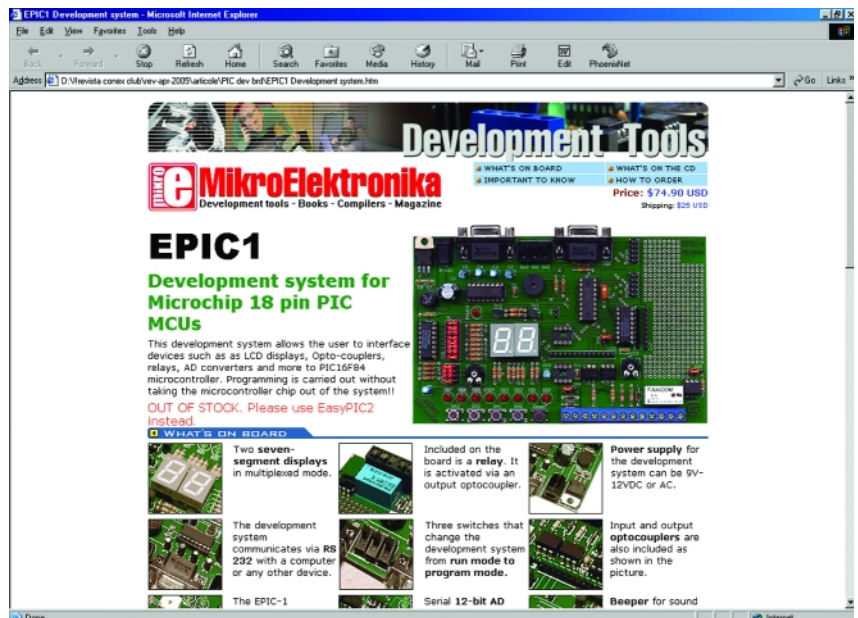 EPIC1 Development system - Microsoft Internet Explorer
File Edit View Favorites Tools Help
Back Forward Stop Refresh Home Search Favorites Media History Mail Print Edit PhoenixNet
Address D:\!revista conex club\rev-apr-2005\articole\PIC dev brd\EPIC1 Development system.htm Go Links »
Development Tools
mikro e MikroElektronika
Development tools - Books - Compilers - Magazine
WHAT'S ON BOARD WHAT'S ON THE CD
IMPORTANT TO KNOW HOW TO ORDER
Price: $74.90 USD
Shipping: $25 USD
EPIC1
Development system for
Microchip 18 pin PIC
MCUs
This development system allows the user to interface
devices such as as LCD displays, Opto-couplers,
relays, AD converters and more to PIC16F84
microcontroller. Programming is carried out without
taking the microcontroller chip out of the system!!
OUT OF STOCK. Please use EasyPIC2
instead.
WHAT'S ON BOARD
Two seven-
segment displays
in multiplexed mode.
Included on the
board is a relay. It
is activated via an
output optocoupler.
Power supply for
the development
system can be 9V-
12VDC or AC.
The development
system
communicates via RS
232 with a computer
or any other device.
Three switches that
change the
development system
from run mode to
program mode.
Input and output
optocouplers are
also included as
shown in the
picture.
The EPIC-1
Serial 12-bit AD
Beeper for sound
Done Internet